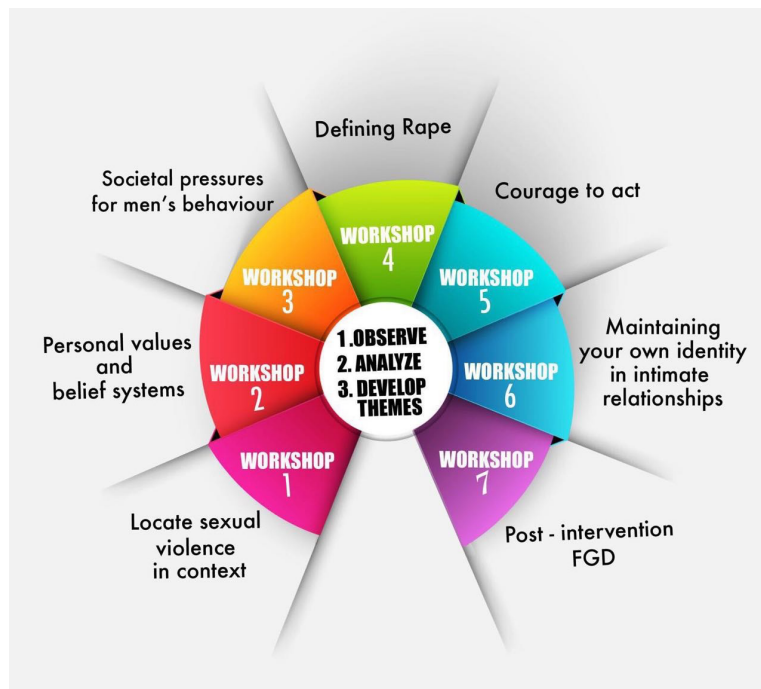 Defining Rape
Societal pressures
for men's behaviour
Courage to act
WORKSHOP
4
WORKSHOP
3
WORKSHOP
5
Personal values
and
belief systems
WORKSHOP
2
1.OBSERVE
2. ANALYZE
3. DEVELOP
THEMES
WORKSHOP
6
Maintaining
your own identity
in intimate
relationships
WORKSHOP
1
WORKSHOP
7
Locate sexual
violence
in context
Post - intervention
FGD